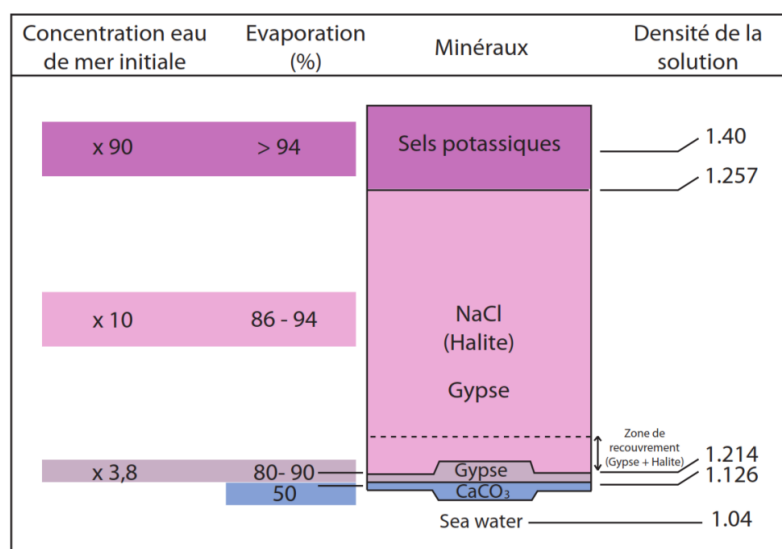 Concentration eau de mer initiale
Evaporation (%)
Minéraux
Densité de la solution
x 90
> 94
Sels potassiques
1.40
1.257
x 10
86 - 94
NaCl
(Halite)
Gypse
Zone de
recouvrement
(Gypse + Halite)
1.214
x 3,8
80- 90
Gypse
1.126
50
CaCO₃
Sea water
1.04